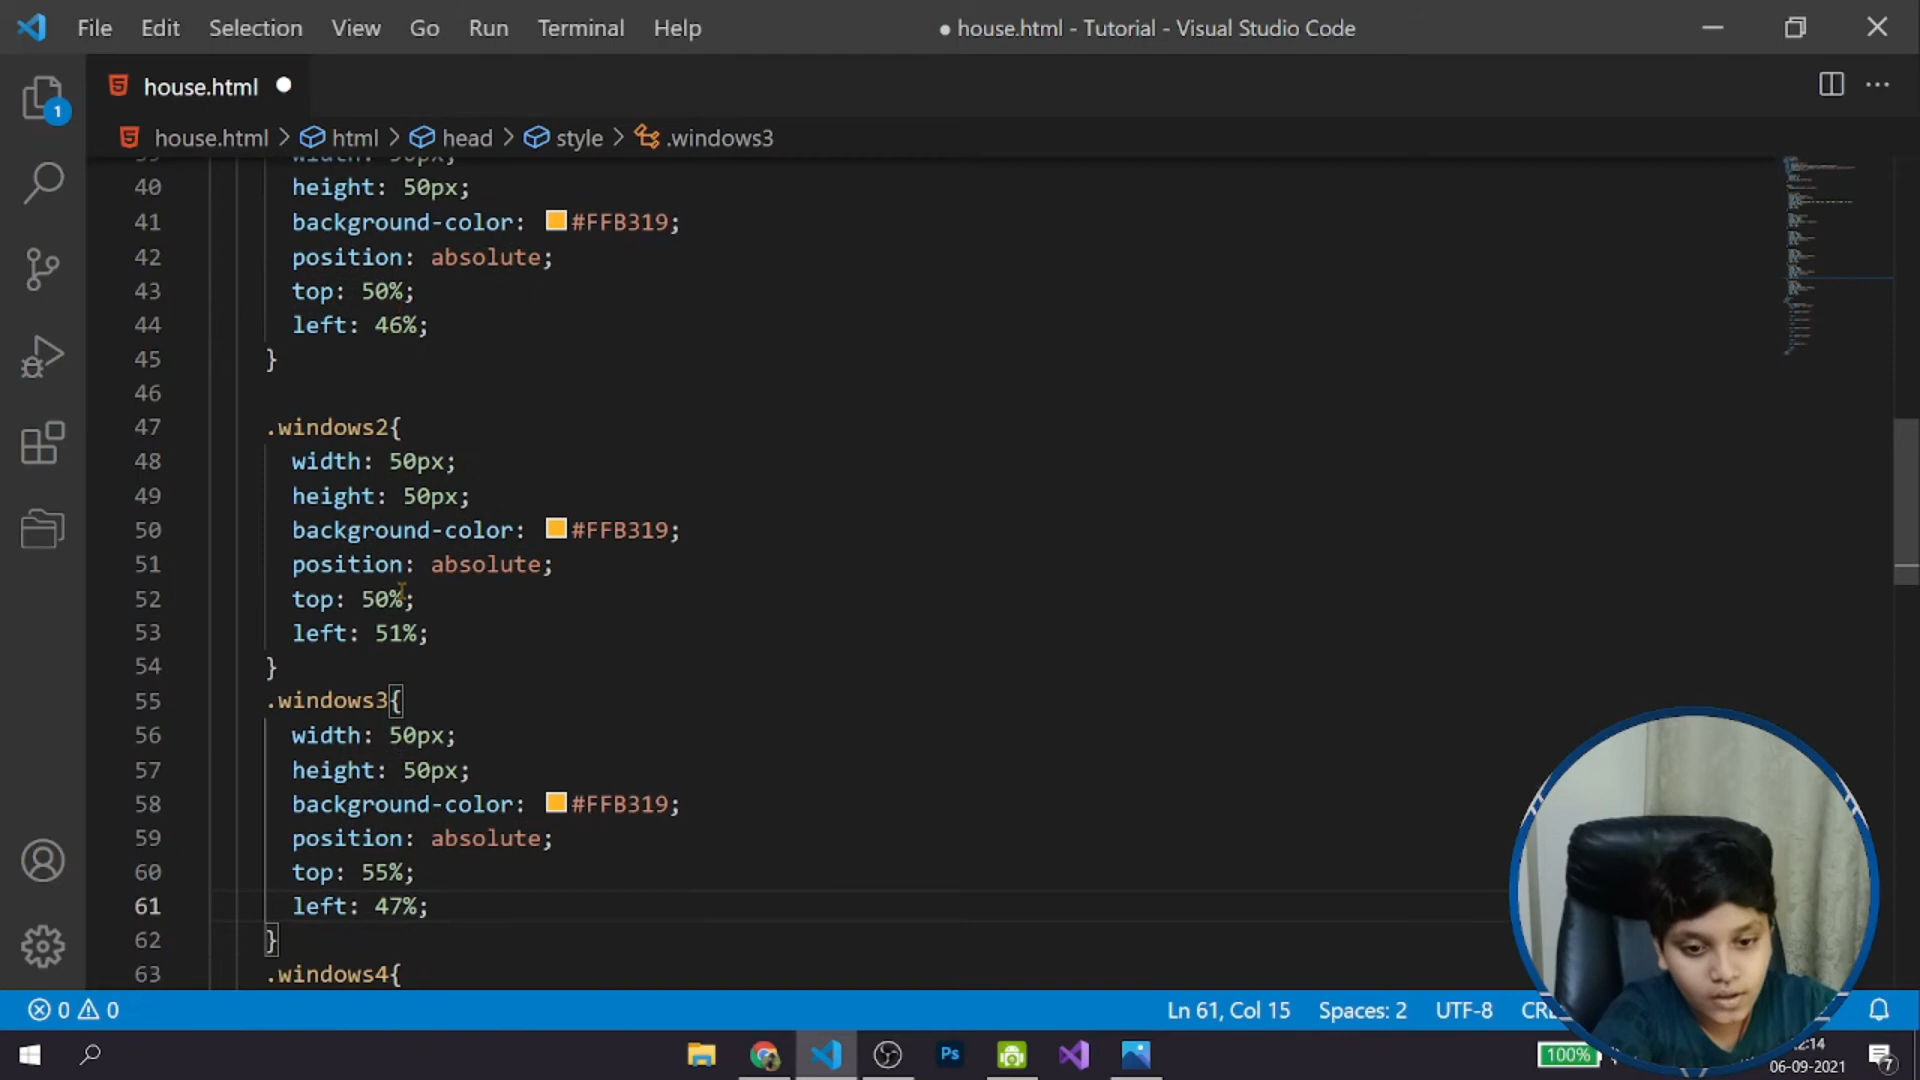 File Edit Selection View Go Run Terminal Help
● house.html - Tutorial - Visual Studio Code
house.html
1
house.html > html > head > style > .windows3
40 height: 50px;
41 background-color: #FFB319;
42 position: absolute;
43 top: 50%;
44 left: 46%;
45 }
46
47 .windows2{
48 width: 50px;
49 height: 50px;
50 background-color: #FFB319;
51 position: absolute;
52 top: 50%;
53 left: 51%;
54 }
55 .windows3{
56 width: 50px;
57 height: 50px;
58 background-color: #FFB319;
59 position: absolute;
60 top: 55%;
61 left: 47%;
62 }
63 .windows4{
0 0 Ln 61, Col 15 Spaces: 2 UTF-8
Ps 100%
06-09-2021 7